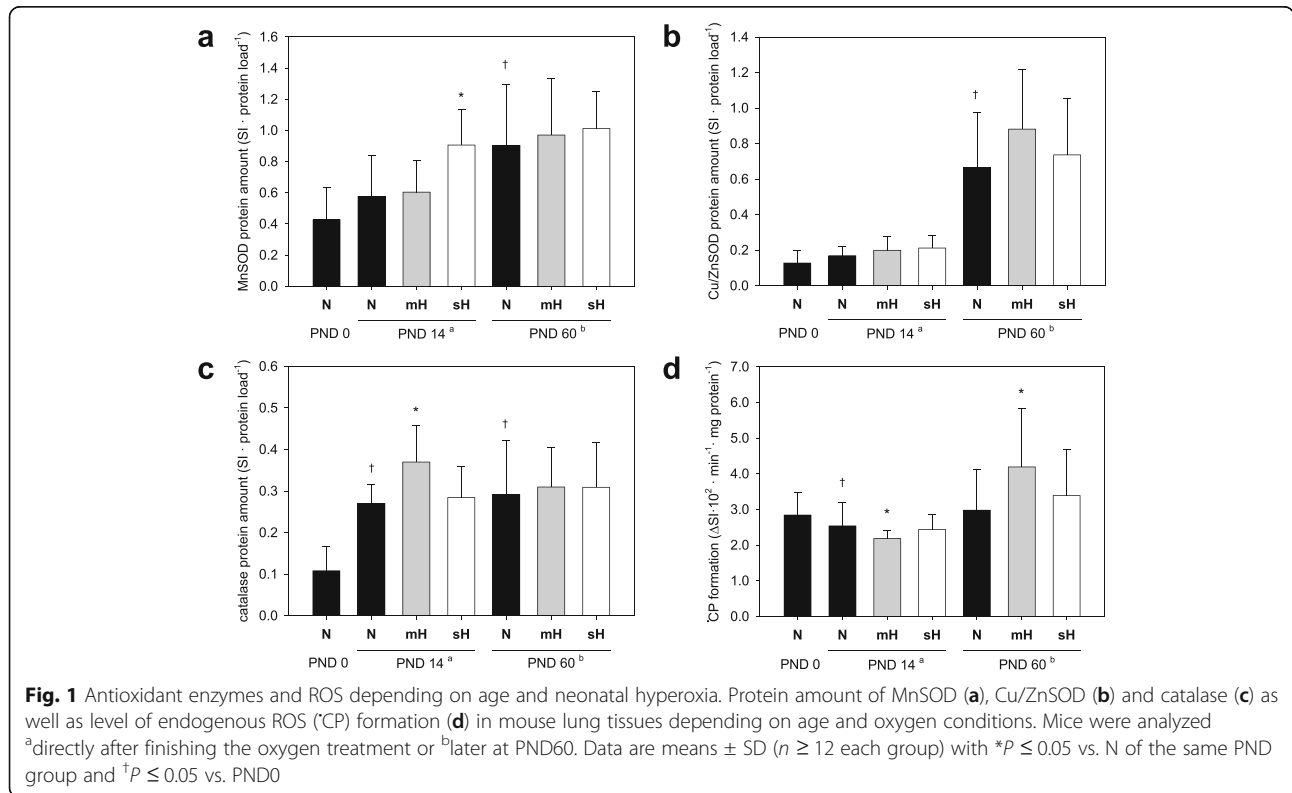 a
MnSOD protein amount (SI · protein load⁻¹)
1.6
1.4
1.2
1.0
0.8
0.6
0.4
0.2
0.0
*
†
N N mH sH N mH sH
PND 0 PND 14 ᵃ PND 60 ᵇ
b
Cu/ZnSOD protein amount (SI · protein load⁻¹)
1.4
1.2
1.0
0.8
0.6
0.4
0.2
0.0
†
N N mH sH N mH sH
PND 0 PND 14 ᵃ PND 60 ᵇ
c
catalase protein amount (SI · protein load⁻¹)
0.6
0.5
0.4
0.3
0.2
0.1
0.0
†
*
†
N N mH sH N mH sH
PND 0 PND 14 ᵃ PND 60 ᵇ
d
˙CP formation (ΔSI·10² · min⁻¹ · mg protein⁻¹)
7.0
6.0
5.0
4.0
3.0
2.0
1.0
0.0
†
*
*
N N mH sH N mH sH
PND 0 PND 14 ᵃ PND 60 ᵇ
Fig. 1 Antioxidant enzymes and ROS depending on age and neonatal hyperoxia. Protein amount of MnSOD (a), Cu/ZnSOD (b) and catalase (c) as
well as level of endogenous ROS (˙CP) formation (d) in mouse lung tissues depending on age and oxygen conditions. Mice were analyzed
ᵃdirectly after finishing the oxygen treatment or ᵇlater at PND60. Data are means ± SD (n ≥ 12 each group) with *P ≤ 0.05 vs. N of the same PND
group and †P ≤ 0.05 vs. PND0